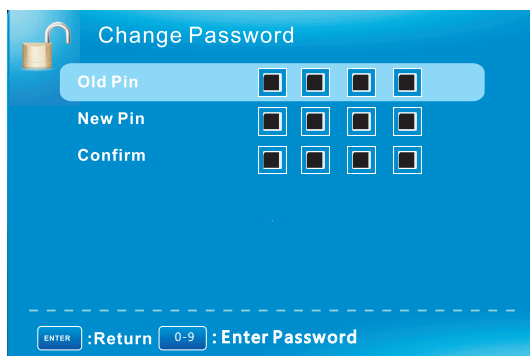 Change Password
Old Pin
New Pin
Confirm
ENTER :Return 0-9 : Enter Password